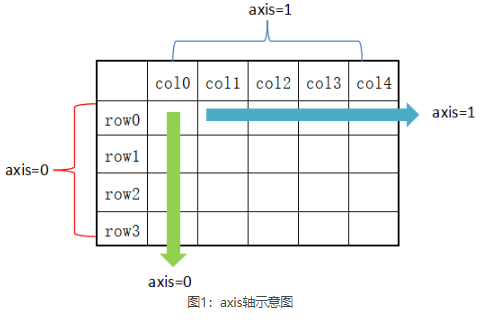 axis=1
col0 col1 col2 col3 col4
row0
axis=1
row1
axis=0
row2
row3
axis=0
图1：axis轴示意图